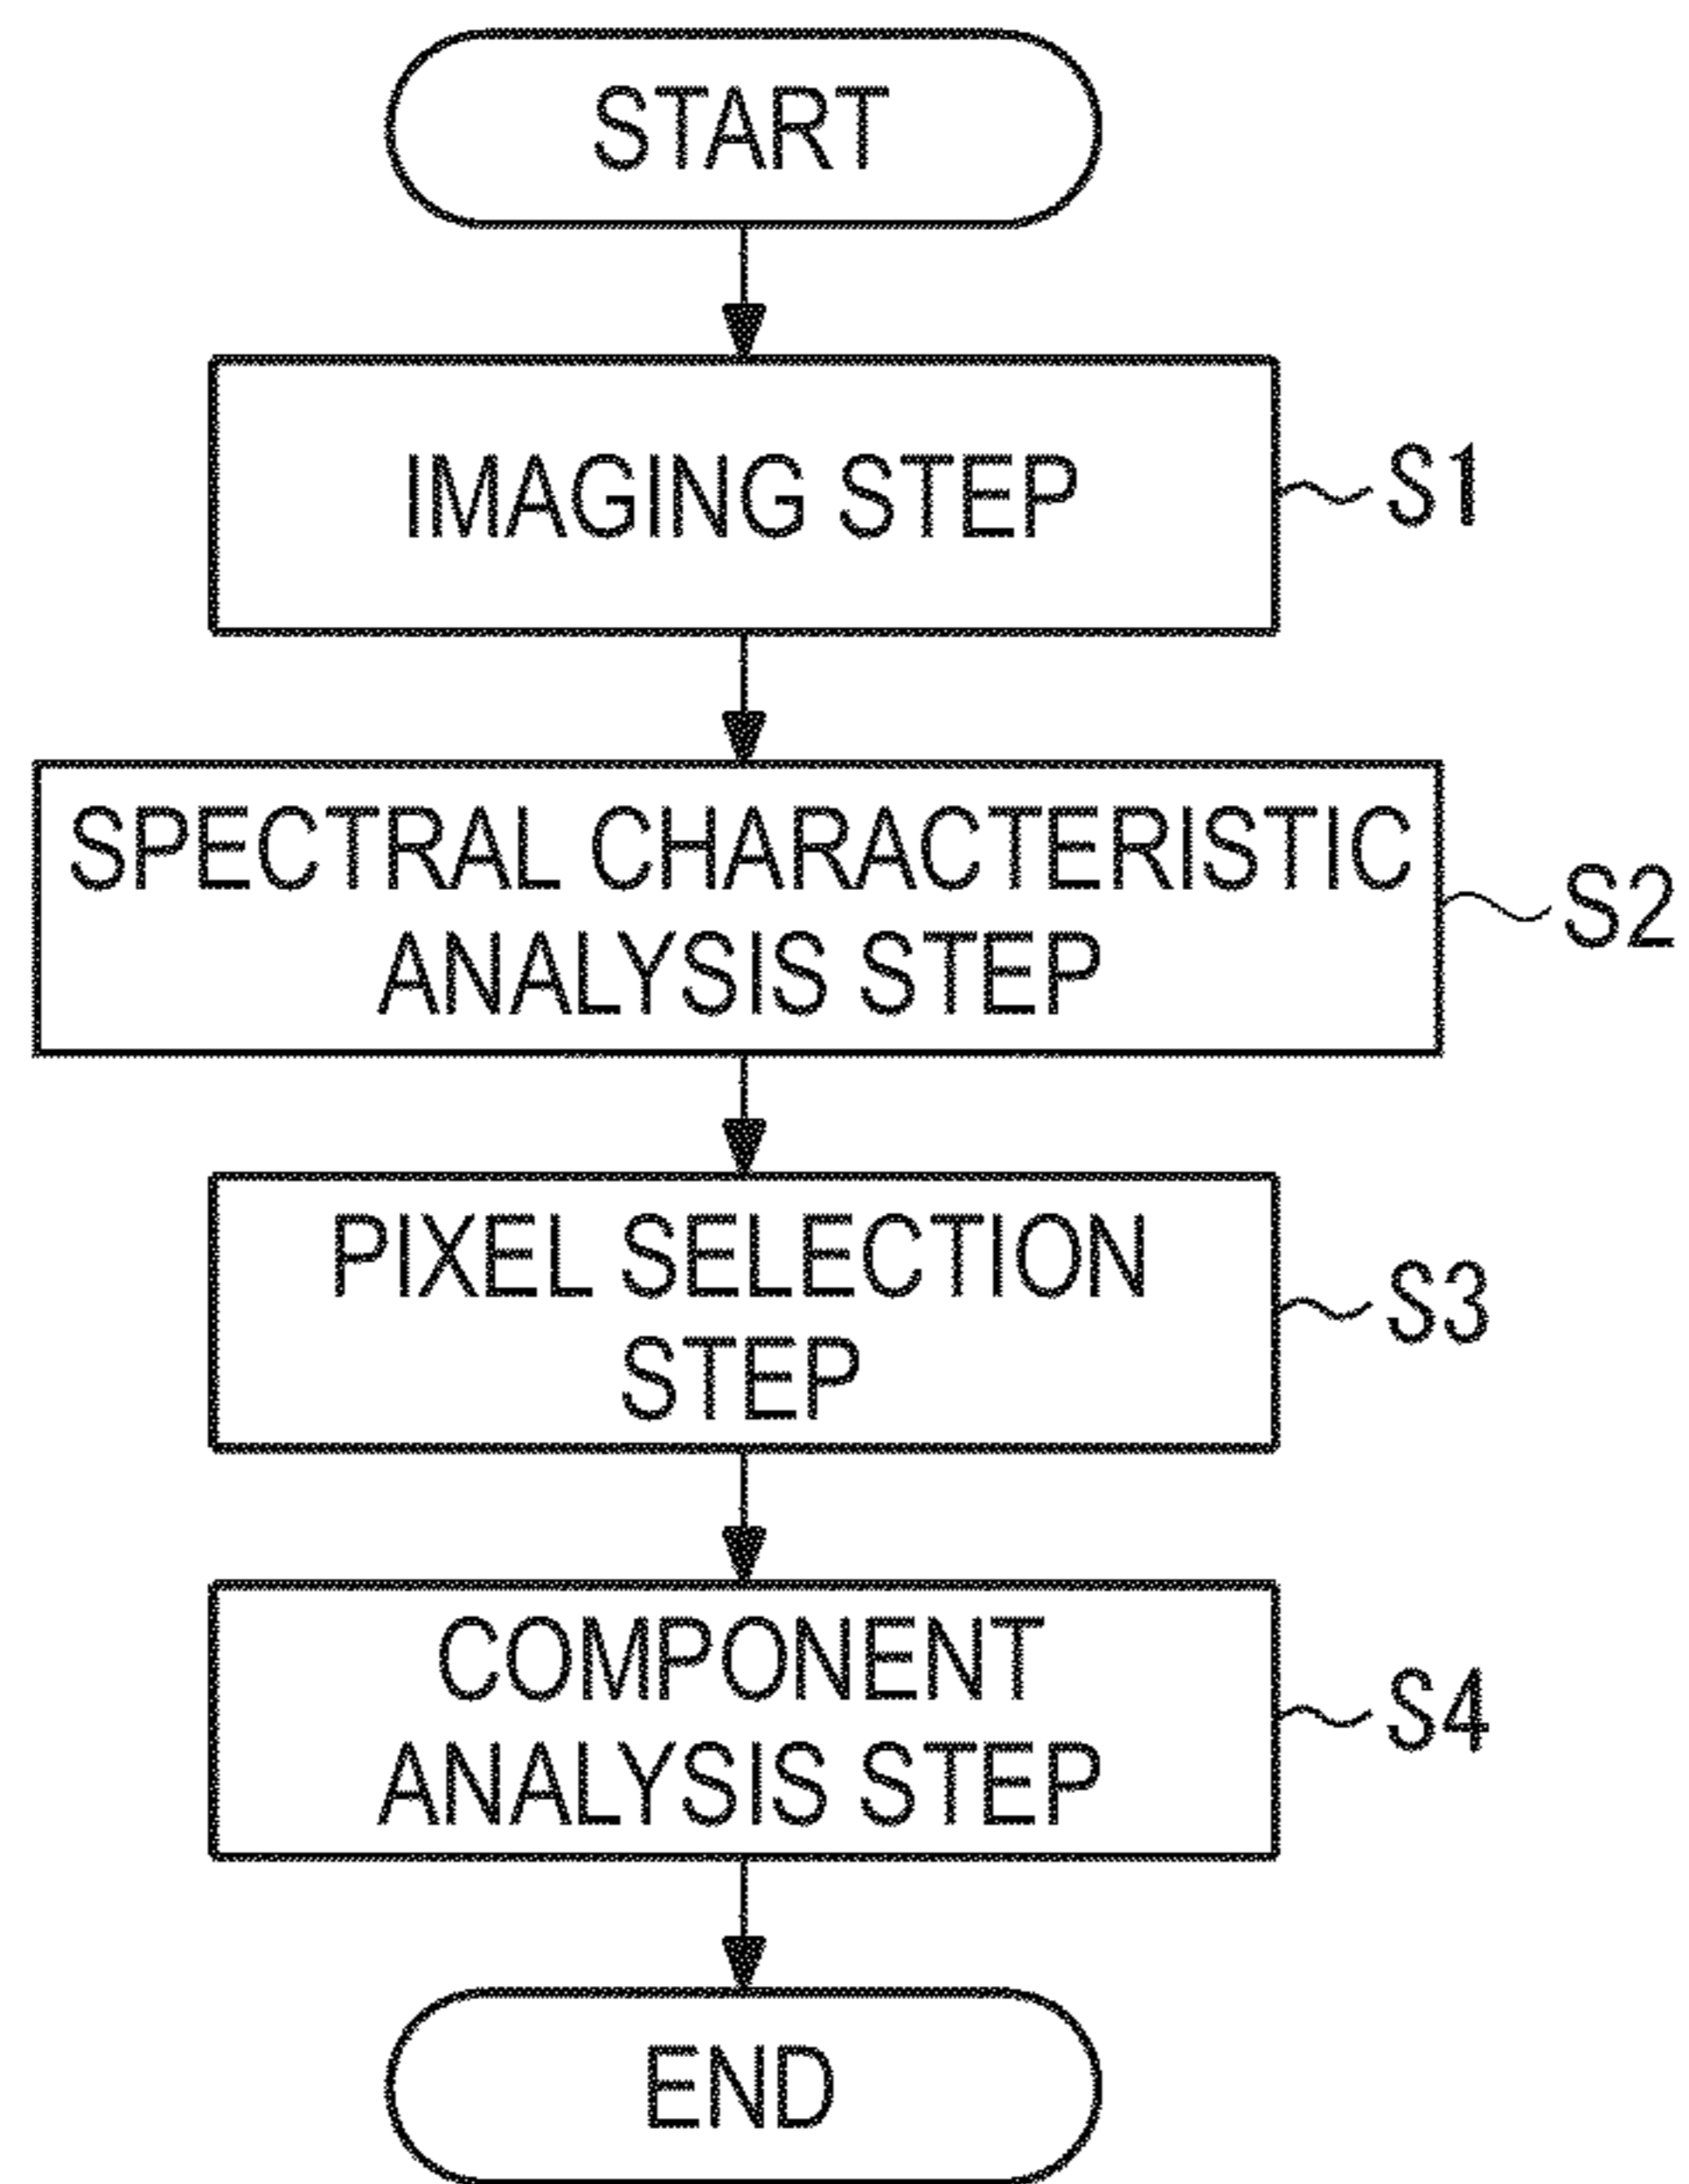 START
IMAGING STEP
S1
SPECTRAL CHARACTERISTIC
ANALYSIS STEP
S2
PIXEL SELECTION
STEP
S3
COMPONENT
ANALYSIS STEP
S4
END